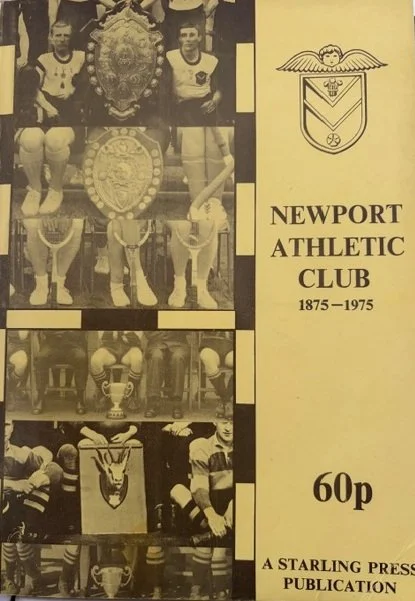 NEWPORT
ATHLETIC
CLUB
1875–1975
60p
A STARLING PRESS
PUBLICATION